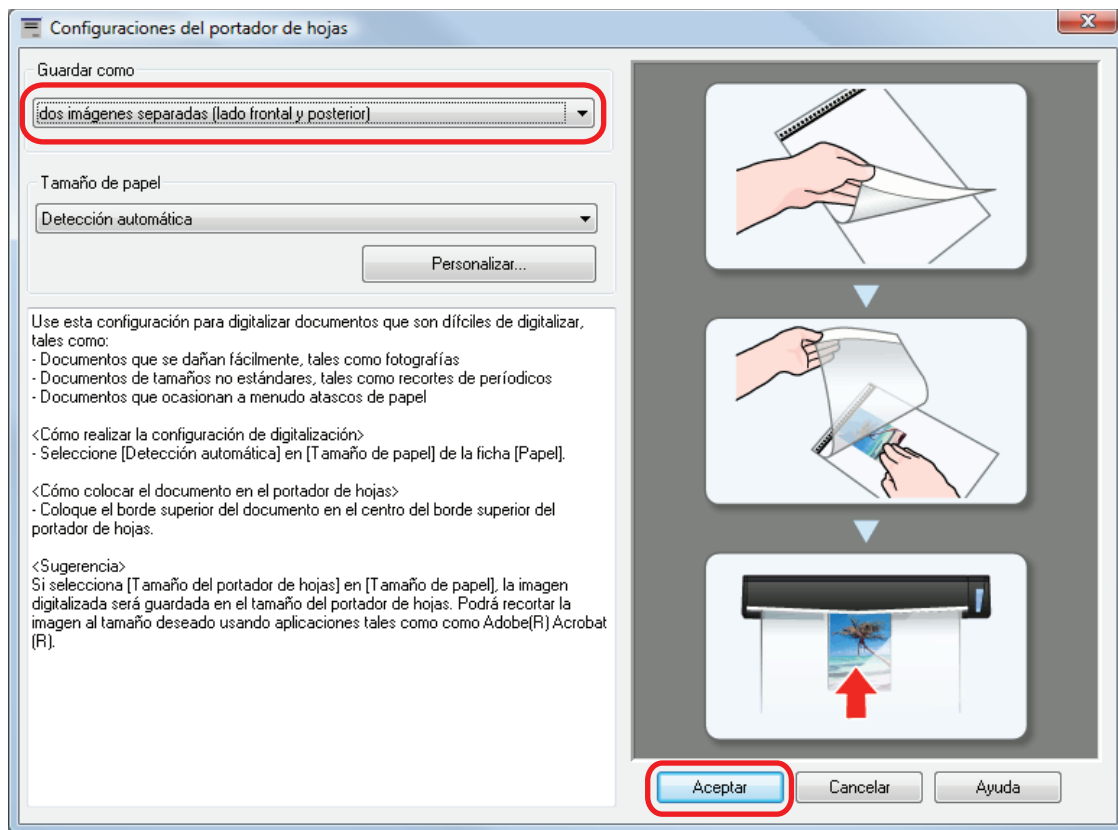 Configuraciones del portador de hojas
Guardar como
dos imágenes separadas (lado frontal y posterior)
Tamaño de papel
Detección automática
Personalizar...
Use esta configuración para digitalizar documentos que son difíciles de digitalizar,
tales como:
- Documentos que se dañan fácilmente, tales como fotografías
- Documentos de tamaños no estándares, tales como recortes de períodicos
- Documentos que ocasionan a menudo atascos de papel
<Cómo realizar la configuración de digitalización>
- Seleccione [Detección automática] en [Tamaño de papel] de la ficha [Papel].
<Cómo colocar el documento en el portador de hojas>
- Coloque el borde superior del documento en el centro del borde superior del
portador de hojas.
<Sugerencia>
Si selecciona [Tamaño del portador de hojas] en [Tamaño de papel], la imagen
digitalizada será guardada en el tamaño del portador de hojas. Podrá recortar la
imagen al tamaño deseado usando aplicaciones tales como como Adobe(R) Acrobat
(R).
Aceptar
Cancelar
Ayuda